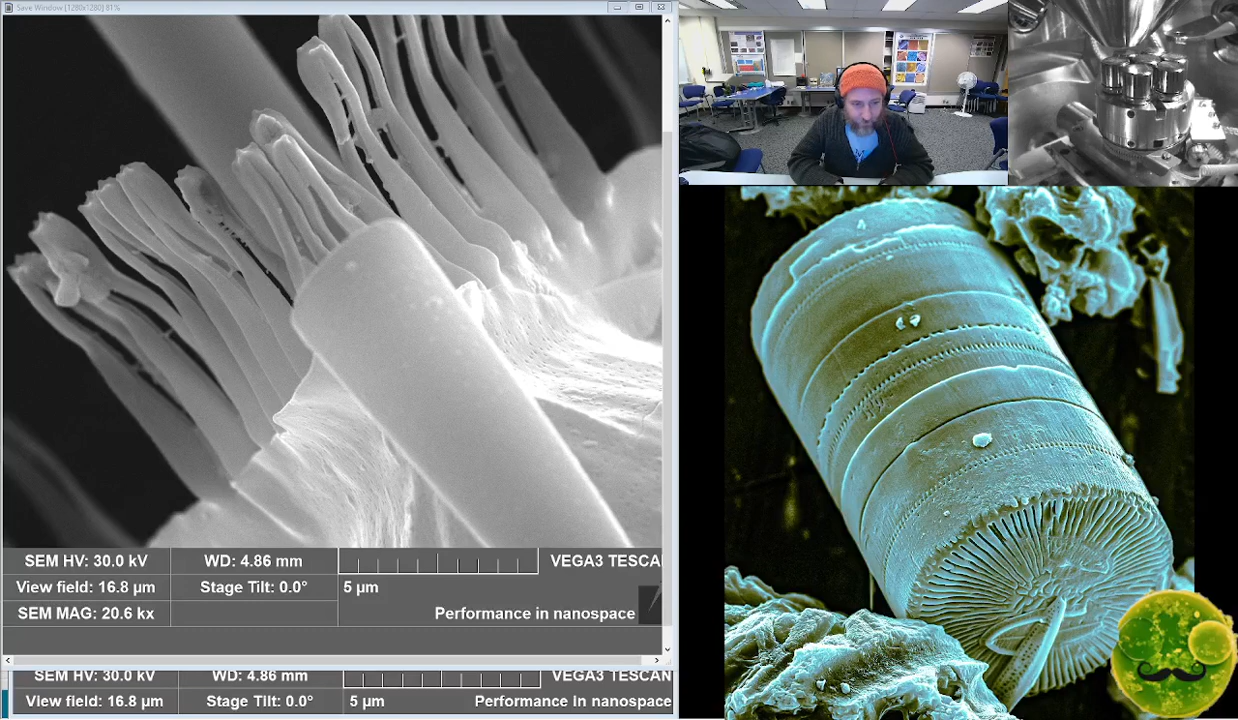 Save Window [1280x1280] 81%
SEM HV: 30.0 kV
WD: 4.86 mm
VEGA3 TESCA
View field: 16.8 µm
Stage Tilt: 0.0°
5 µm
SEM MAG: 20.6 kx
Performance in nanospace
SEM HV: 30.0 kV
WD: 4.86 mm
VEGA3 TESCAN
View field: 16.8 µm
Stage Tilt: 0.0°
5 µm
Performance in nanospace